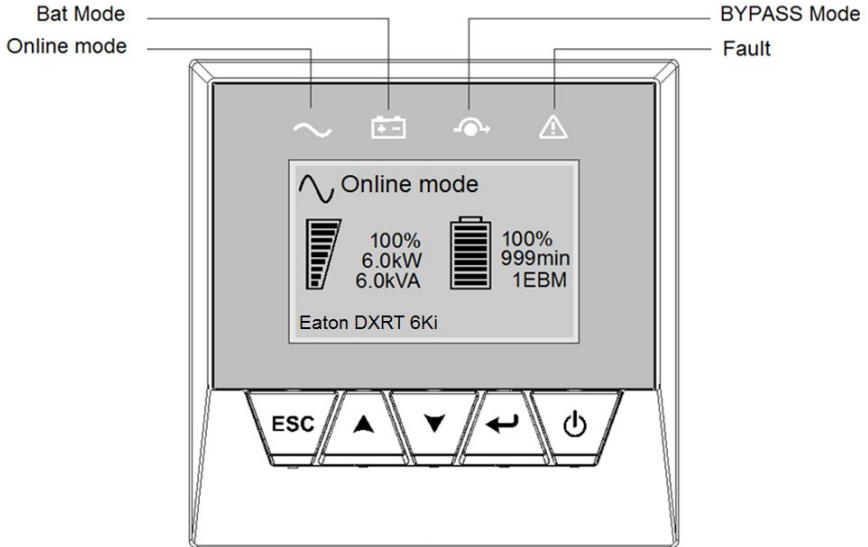 Bat Mode
BYPASS Mode
Online mode
Fault
Online mode
100%
6.0kW
6.0kVA
100%
999min
1EBM
Eaton DXRT 6Ki
ESC